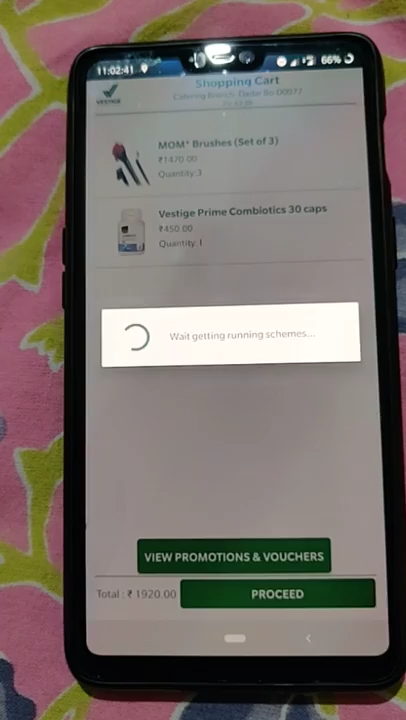 11:02:41
66%
VESTIGE
Shopping Cart
MOM* Brushes (Set of 3)
₹1470.00
Quantity:3
Vestige Prime Combiotics 30 caps
₹450.00
Quantity:1
Wait getting running schemes...
VIEW PROMOTIONS & VOUCHERS
Total : ₹ 1920.00
PROCEED